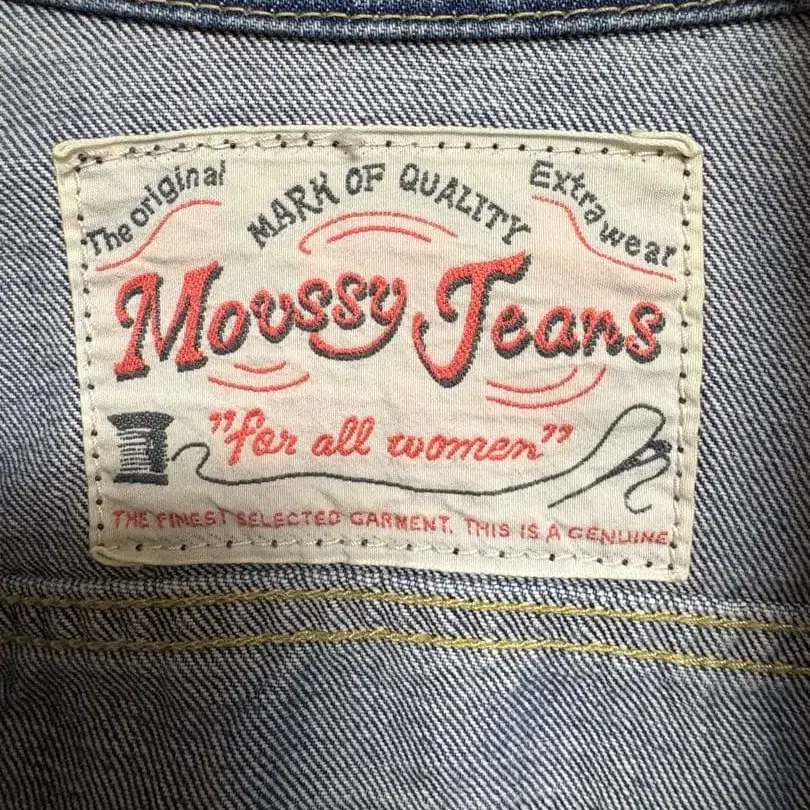 The original
MARK OF QUALITY
Extra wear
Moussy Jeans
"for all women"
THE FINEST SELECTED GARMENT. THIS IS A GENUINE